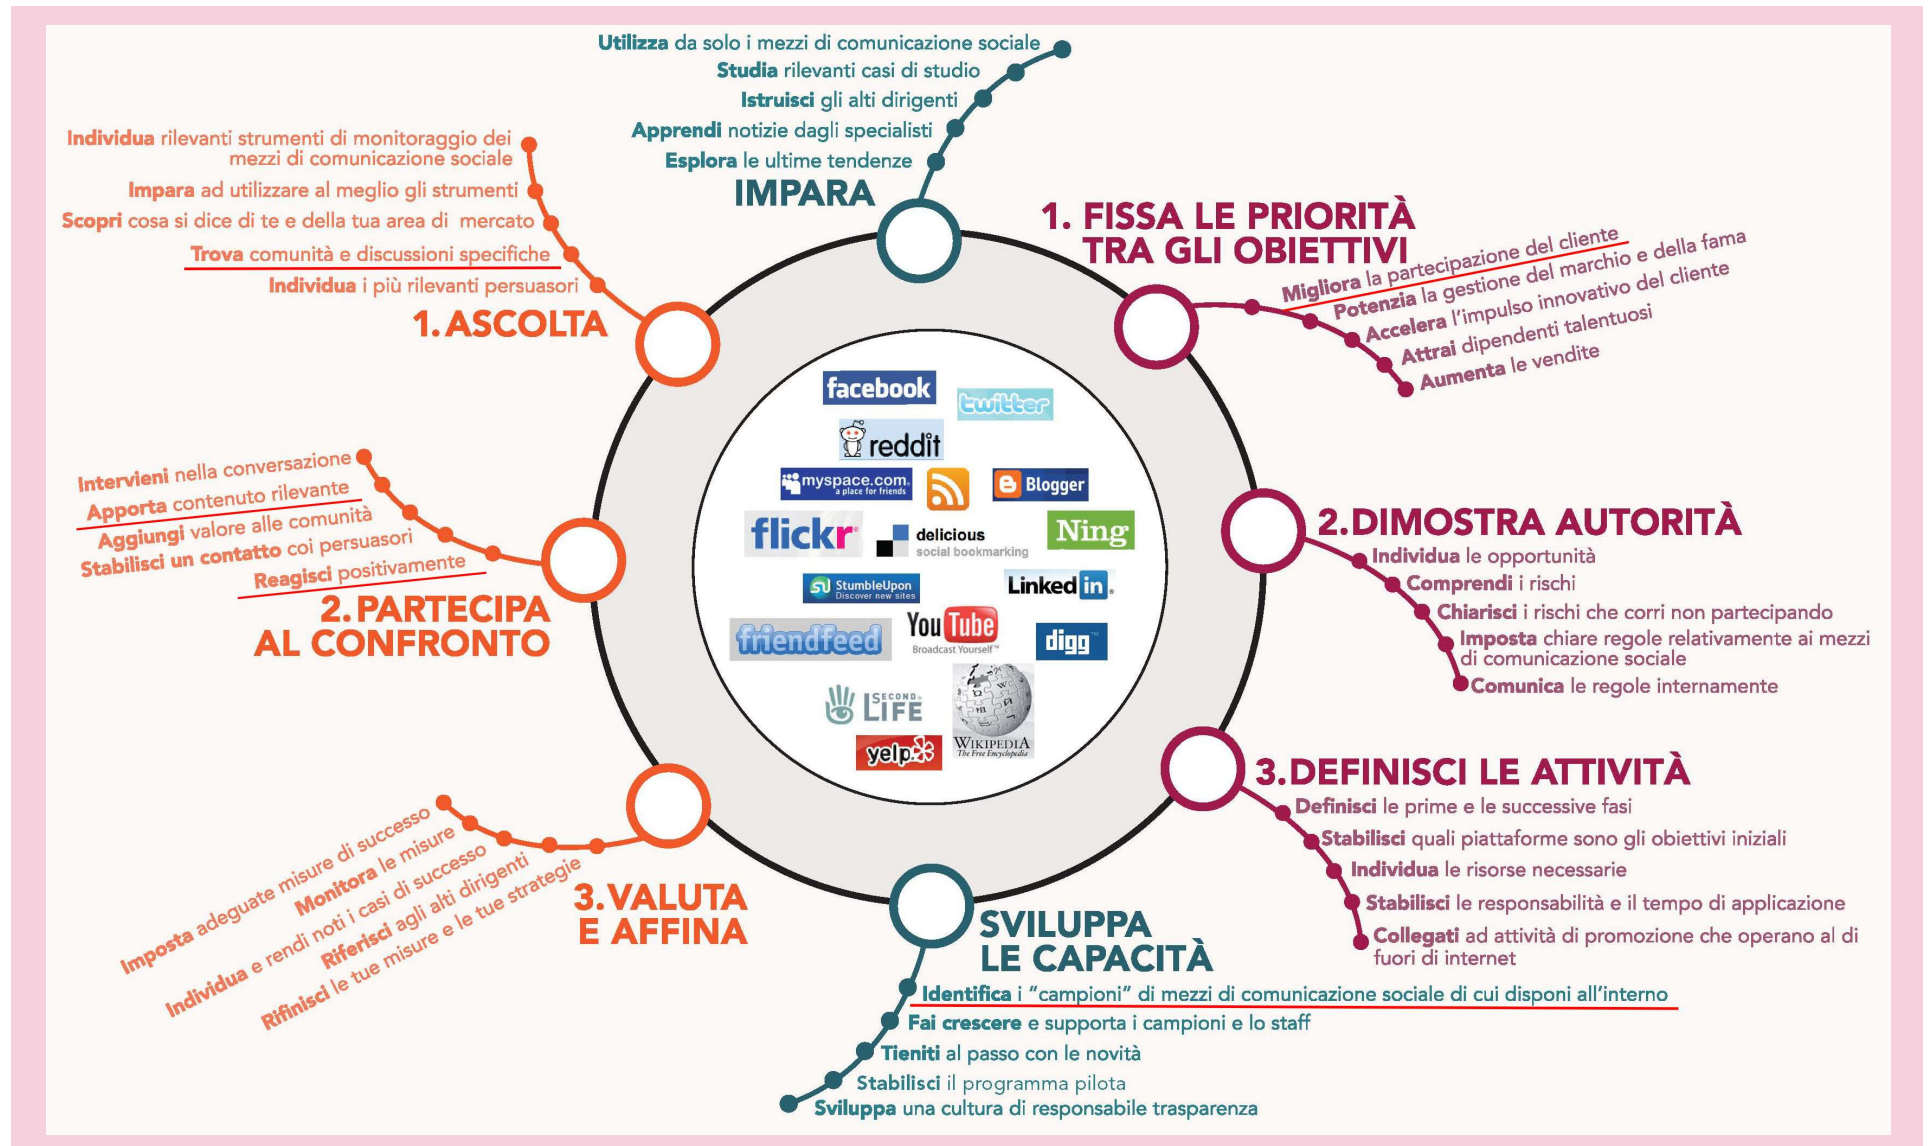 Utilizza da solo i mezzi di comunicazione sociale
Studia rilevanti casi di studio
Istruisci gli alti dirigenti
Apprendi notizie dagli specialisti
Esplora le ultime tendenze
IMPARA
1. FISSA LE PRIORITÀ
TRA GLI OBIETTIVI
Migliora la partecipazione del cliente
Potenzia la gestione del marchio e della fama
Accelera l'impulso innovativo del cliente
Attrai dipendenti talentuosi
Aumenta le vendite
2. DIMOSTRA AUTORITÀ
Individua le opportunità
Comprendi i rischi
Chiarisci i rischi che corri non partecipando
Imposta chiare regole relativamente ai mezzi
di comunicazione sociale
Comunica le regole internamente
3. DEFINISCI LE ATTIVITÀ
Definisci le prime e le successive fasi
Stabilisci quali piattaforme sono gli obiettivi iniziali
Individua le risorse necessarie
Stabilisci le responsabilità e il tempo di applicazione
Collegati ad attività di promozione che operano al di
fuori di internet
SVILUPPA
LE CAPACITÀ
Identifica i “campioni” di mezzi di comunicazione sociale di cui disponi all'interno
Fai crescere e supporta i campioni e lo staff
Tieniti al passo con le novità
Stabilisci il programma pilota
Sviluppa una cultura di responsabile trasparenza
Individua rilevanti strumenti di monitoraggio dei
mezzi di comunicazione sociale
Impara ad utilizzare al meglio gli strumenti
Scopri cosa si dice di te e della tua area di mercato
Trova comunità e discussioni specifiche
Individua i più rilevanti persuasori
1. ASCOLTA
Intervieni nella conversazione
Apporta contenuto rilevante
Aggiungi valore alle comunità
Stabilisci un contatto coi persuasori
Reagisci positivamente
2. PARTECIPA
AL CONFRONTO
Imposta adeguate misure di successo
Monitora le misure
Individua e rendi noti i casi di successo
Riferisci agli alti dirigenti
Rifinisci le tue misure e le tue strategie
3. VALUTA
E AFFINA
facebook
twitter
reddit
myspace.com
a place for friends
Blogger
flickr
delicious
social bookmarking
Ning
StumbleUpon
Discover new sites
Linked in
friendfeed
YouTube
Broadcast Yourself™
digg
SECOND
LIFE
WIKIPEDIA
The Free Encyclopedia
yelp